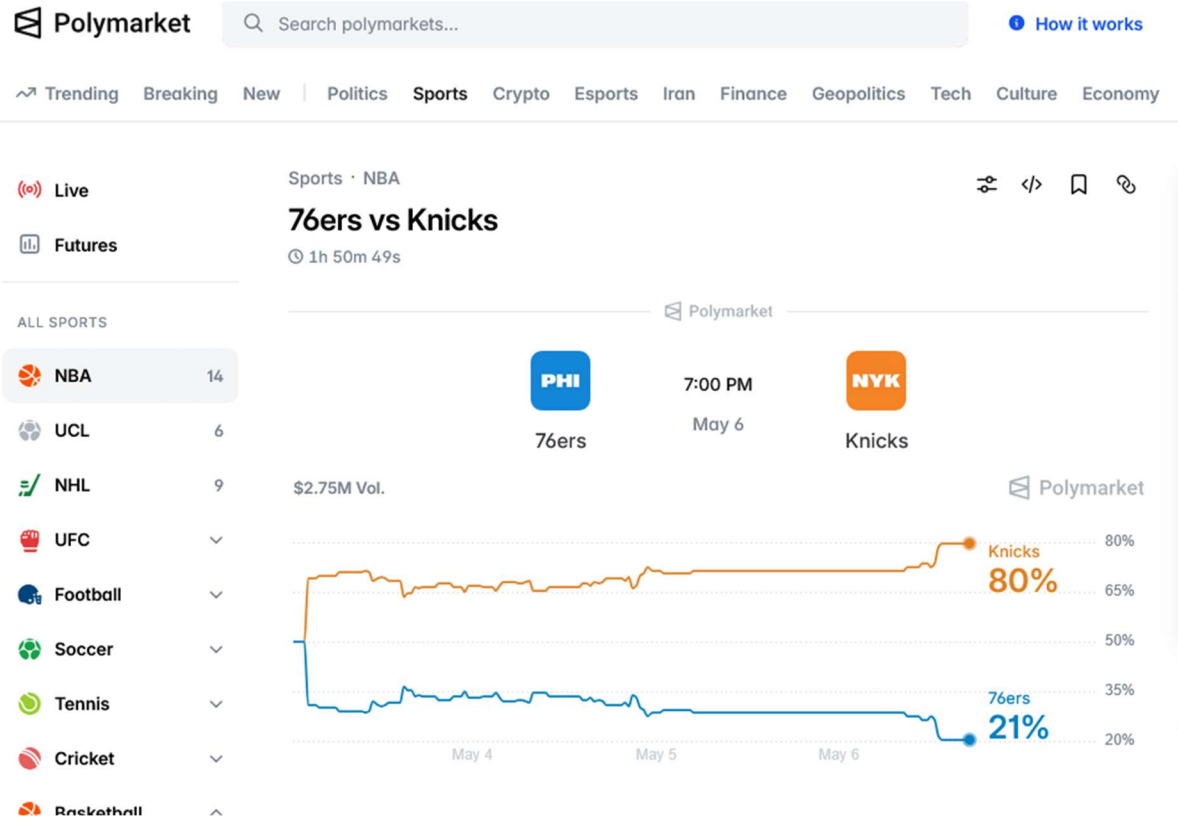 Polymarket
Search polymarkets...
How it works
Trending Breaking New Politics Sports Crypto Esports Iran Finance Geopolitics Tech Culture Economy
Live
Futures
ALL SPORTS
NBA 14
UCL 6
NHL 9
UFC
Football
Soccer
Tennis
Cricket
Basketball
Sports · NBA
76ers vs Knicks
1h 50m 49s
Polymarket
PHI
76ers
7:00 PM
May 6
NYK
Knicks
$2.75M Vol.
Polymarket
80%
65%
50%
35%
20%
Knicks
80%
76ers
21%
May 4 May 5 May 6